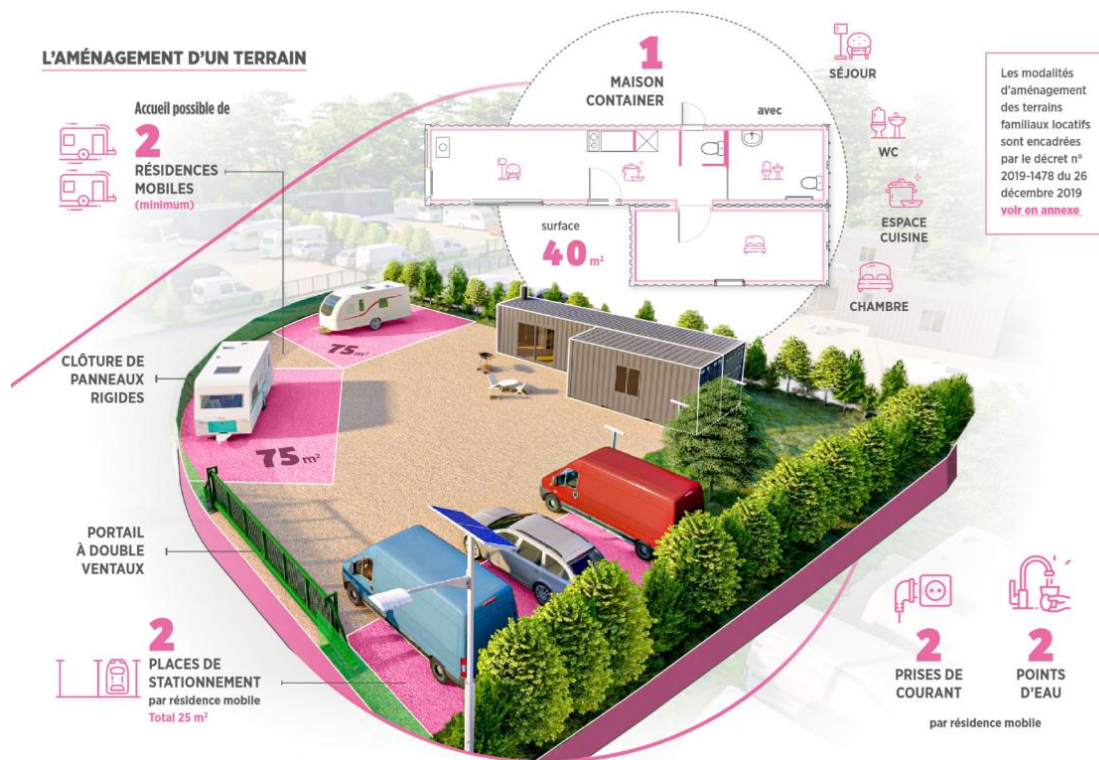 L'AMÉNAGEMENT D'UN TERRAIN
Accueil possible de
2
RÉSIDENCES
MOBILES
(minimum)
1
MAISON
CONTAINER
avec
surface
40 m²
SÉJOUR
WC
ESPACE
CUISINE
CHAMBRE
Les modalités
d'aménagement
des terrains
familiaux locatifs
sont encadrées
par le décret n°
2019-1478 du 26
décembre 2019
voir en annexe
CLÔTURE DE
PANNEAUX
RIGIDES
75 m²
75 m²
PORTAIL
À DOUBLE
VENTAUX
2
PLACES DE
STATIONNEMENT
par résidence mobile
Total 25 m²
2
PRISES DE
COURANT
2
POINTS
D'EAU
par résidence mobile